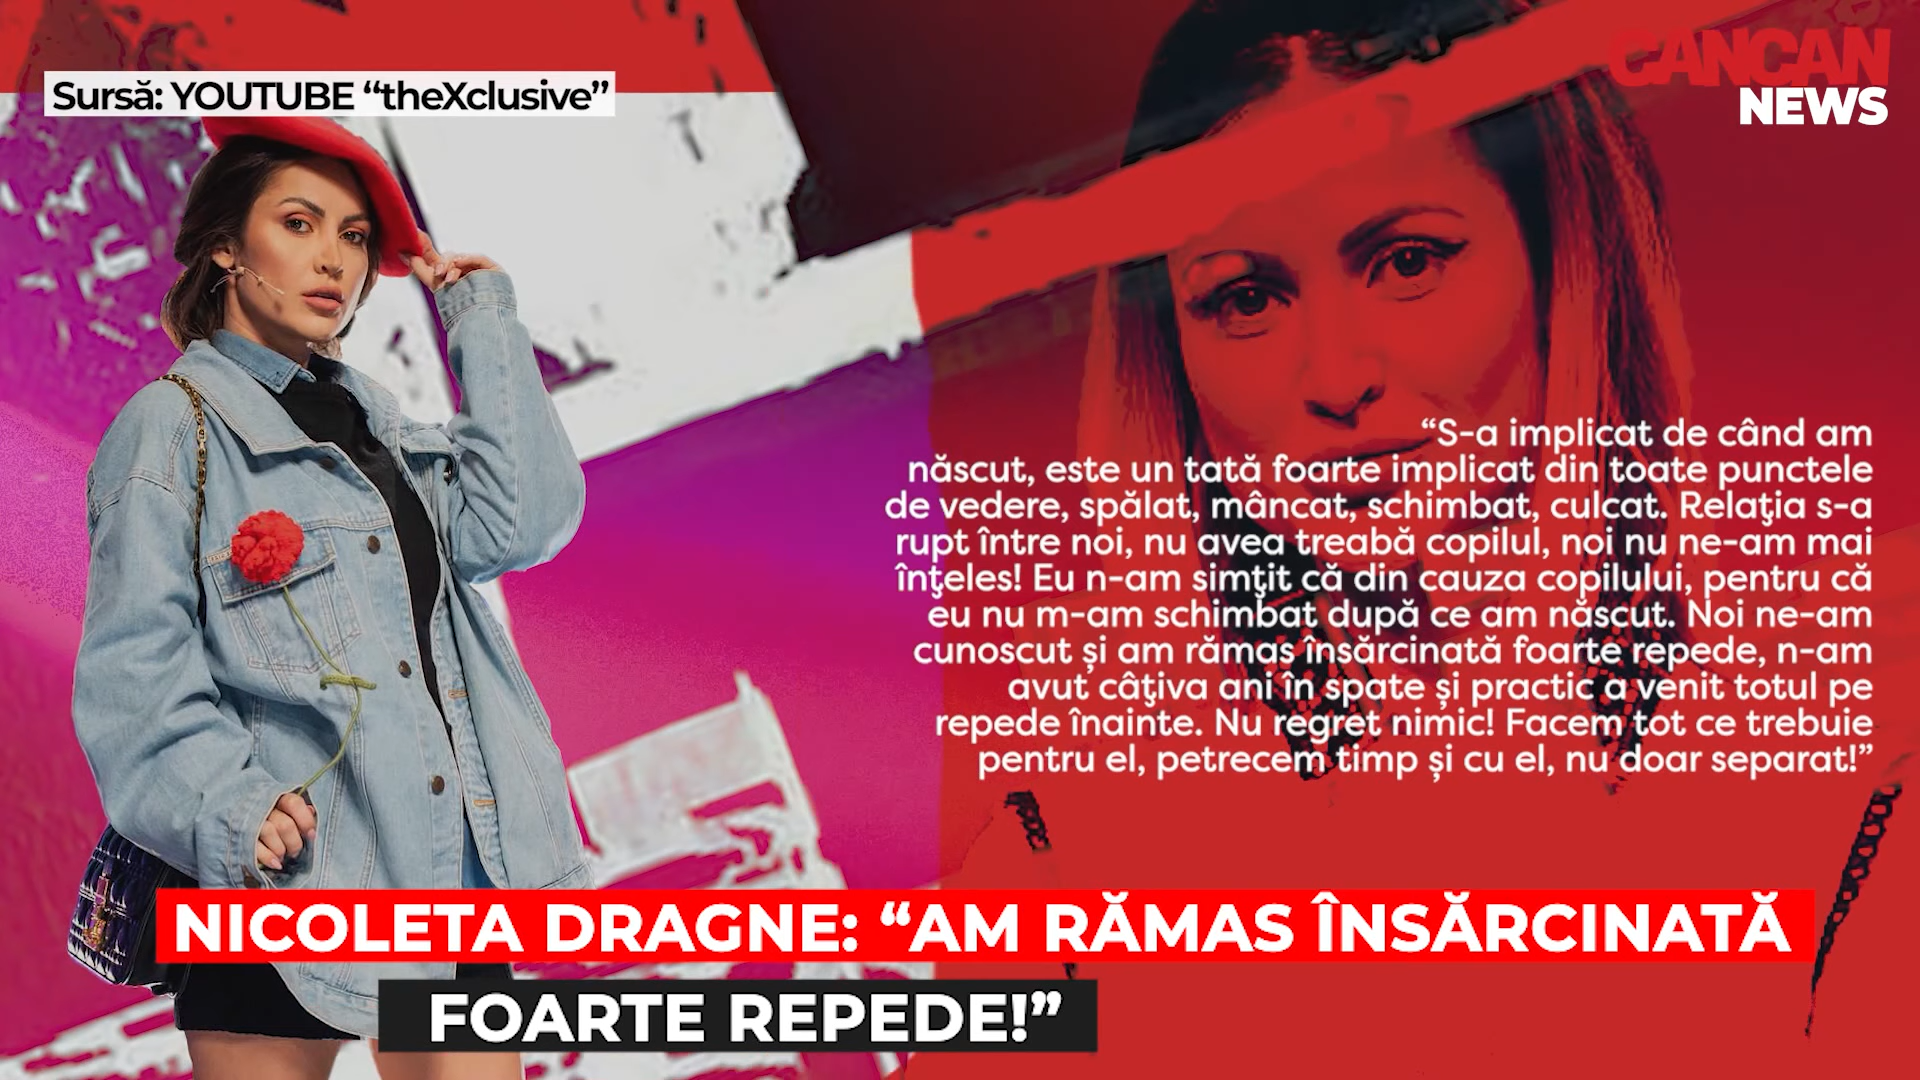 Sursă: YOUTUBE “theXclusive”
CANCAN
NEWS
“S-a implicat de când am
născut, este un tată foarte implicat din toate punctele
de vedere, spălat, mâncat, schimbat, culcat. Relaţia s-a
rupt între noi, nu avea treabă copilul, noi nu ne-am mai
înţeles! Eu n-am simţit că din cauza copilului, pentru că
eu nu m-am schimbat după ce am născut. Noi ne-am
cunoscut și am rămas însărcinată foarte repede, n-am
avut câţiva ani în spate și practic a venit totul pe
repede înainte. Nu regret nimic! Facem tot ce trebuie
pentru el, petrecem timp și cu el, nu doar separat!”
NICOLETA DRAGNE: “AM RĂMAS ÎNSĂRCINATĂ
FOARTE REPEDE!”